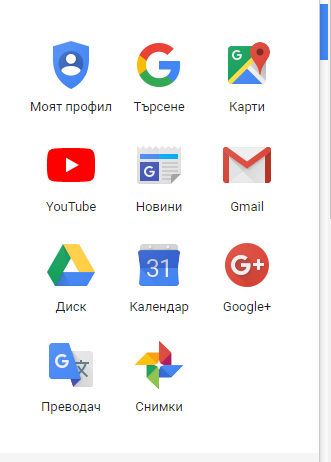 Моят профил Търсене Карти
YouTube Новини Gmail
31
Диск Календар Google+
Преводач Снимки